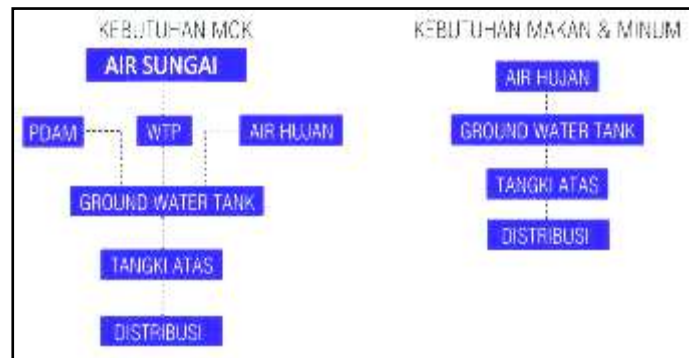 KEBUTUHAN MCK
AIR SUNGAI
PDAM
WTP
AIR HUJAN
GROUND WATER TANK
TANGKI ATAS
DISTRIBUSI
KEBUTUHAN MAKAN & MINUM
AIR HUJAN
GROUND WATER TANK
TANGKI ATAS
DISTRIBUSI